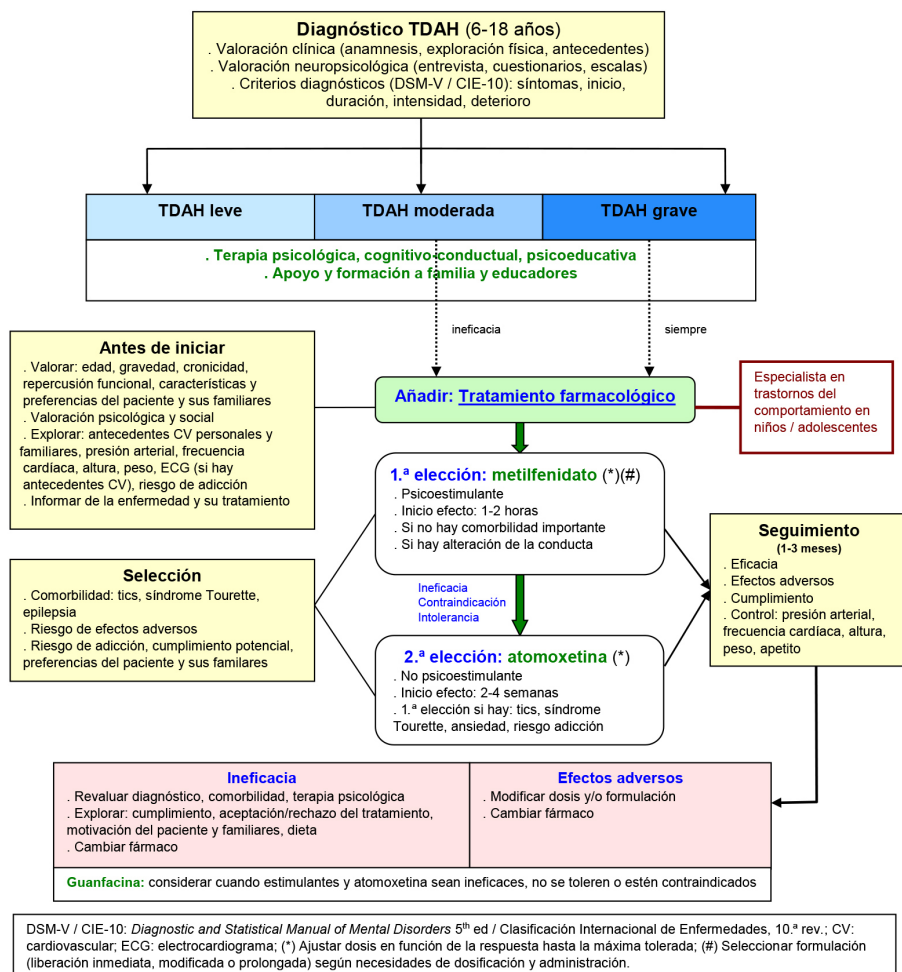 Diagnóstico TDAH (6-18 años)
. Valoración clínica (anamnesis, exploración física, antecedentes)
. Valoración neuropsicológica (entrevista, cuestionarios, escalas)
. Criterios diagnósticos (DSM-V / CIE-10): síntomas, inicio,
duración, intensidad, deterioro
TDAH leve
TDAH moderada
TDAH grave
. Terapia psicológica, cognitivo-conductual, psicoeducativa
. Apoyo y formación a familia y educadores
ineficacia
siempre
Antes de iniciar
. Valorar: edad, gravedad, cronicidad,
repercusión funcional, características y
preferencias del paciente y sus familiares
. Valoración psicológica y social
. Explorar: antecedentes CV personales y
familiares, presión arterial, frecuencia
cardíaca, altura, peso, ECG (si hay
antecedentes CV), riesgo de adicción
. Informar de la enfermedad y su tratamiento
Añadir: Tratamiento farmacológico
Especialista en
trastornos del
comportamiento en
niños / adolescentes
1.ª elección: metilfenidato (*)(#)
. Psicoestimulante
. Inicio efecto: 1-2 horas
. Si no hay comorbilidad importante
. Si hay alteración de la conducta
Selección
. Comorbilidad: tics, síndrome Tourette,
epilepsia
. Riesgo de efectos adversos
. Riesgo de adicción, cumplimiento potencial,
preferencias del paciente y sus familares
Ineficacia
Contraindicación
Intolerancia
2.ª elección: atomoxetina (*)
. No psicoestimulante
. Inicio efecto: 2-4 semanas
. 1.ª elección si hay: tics, síndrome
Tourette, ansiedad, riesgo adicción
Seguimiento
(1-3 meses)
. Eficacia
. Efectos adversos
. Cumplimiento
. Control: presión arterial,
frecuencia cardíaca, altura,
peso, apetito
Ineficacia
. Revaluar diagnóstico, comorbilidad, terapia psicológica
. Explorar: cumplimiento, aceptación/rechazo del tratamiento,
motivación del paciente y familiares, dieta
. Cambiar fármaco
Efectos adversos
. Modificar dosis y/o formulación
. Cambiar fármaco
Guanfacina: considerar cuando estimulantes y atomoxetina sean ineficaces, no se toleren o estén contraindicados
DSM-V / CIE-10: Diagnostic and Statistical Manual of Mental Disorders 5th ed / Clasificación Internacional de Enfermedades, 10.ª rev.; CV:
cardiovascular; ECG: electrocardiograma; (*) Ajustar dosis en función de la respuesta hasta la máxima tolerada; (#) Seleccionar formulación
(liberación inmediata, modificada o prolongada) según necesidades de dosificación y administración.